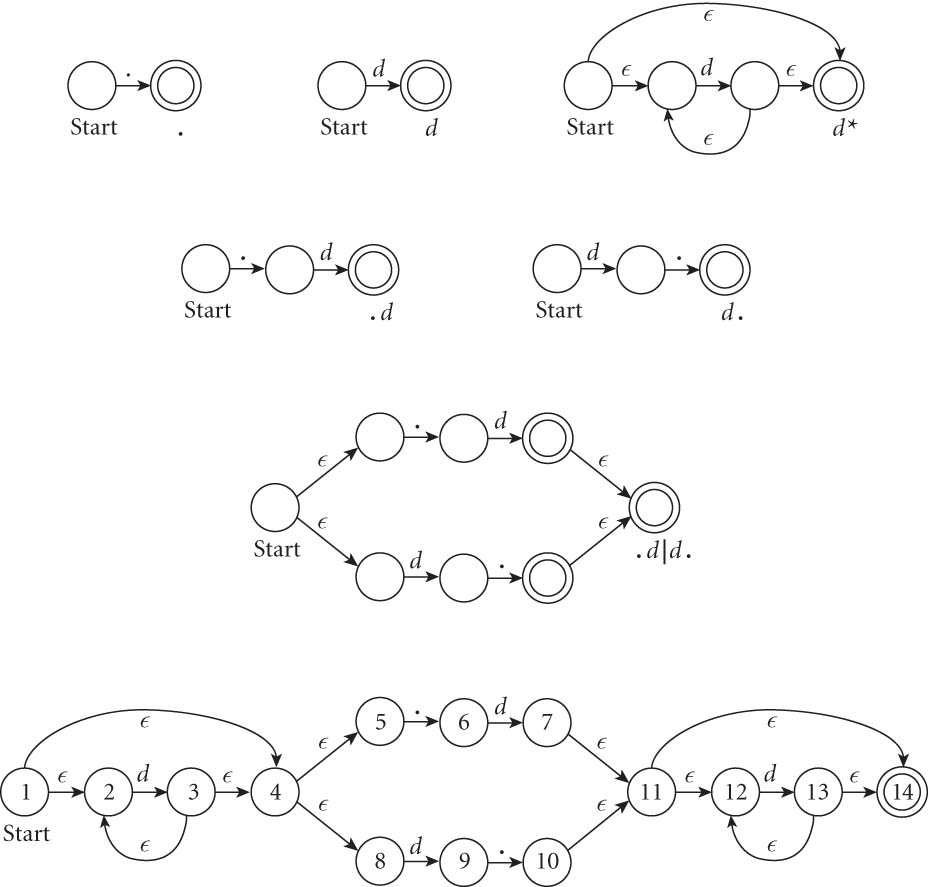 ϵ
. d ϵ d ϵ
Start . Start d Start d*
ϵ
. d d .
Start .d Start d.
. d
ϵ ϵ
ϵ ϵ
Start .d|d.
d .
5 . 6 d 7
ϵ ϵ ϵ ϵ
1 ϵ 2 d 3 ϵ 4 11 ϵ 12 d 13 ϵ 14
Start ϵ ϵ ϵ ϵ
8 d 9 . 10